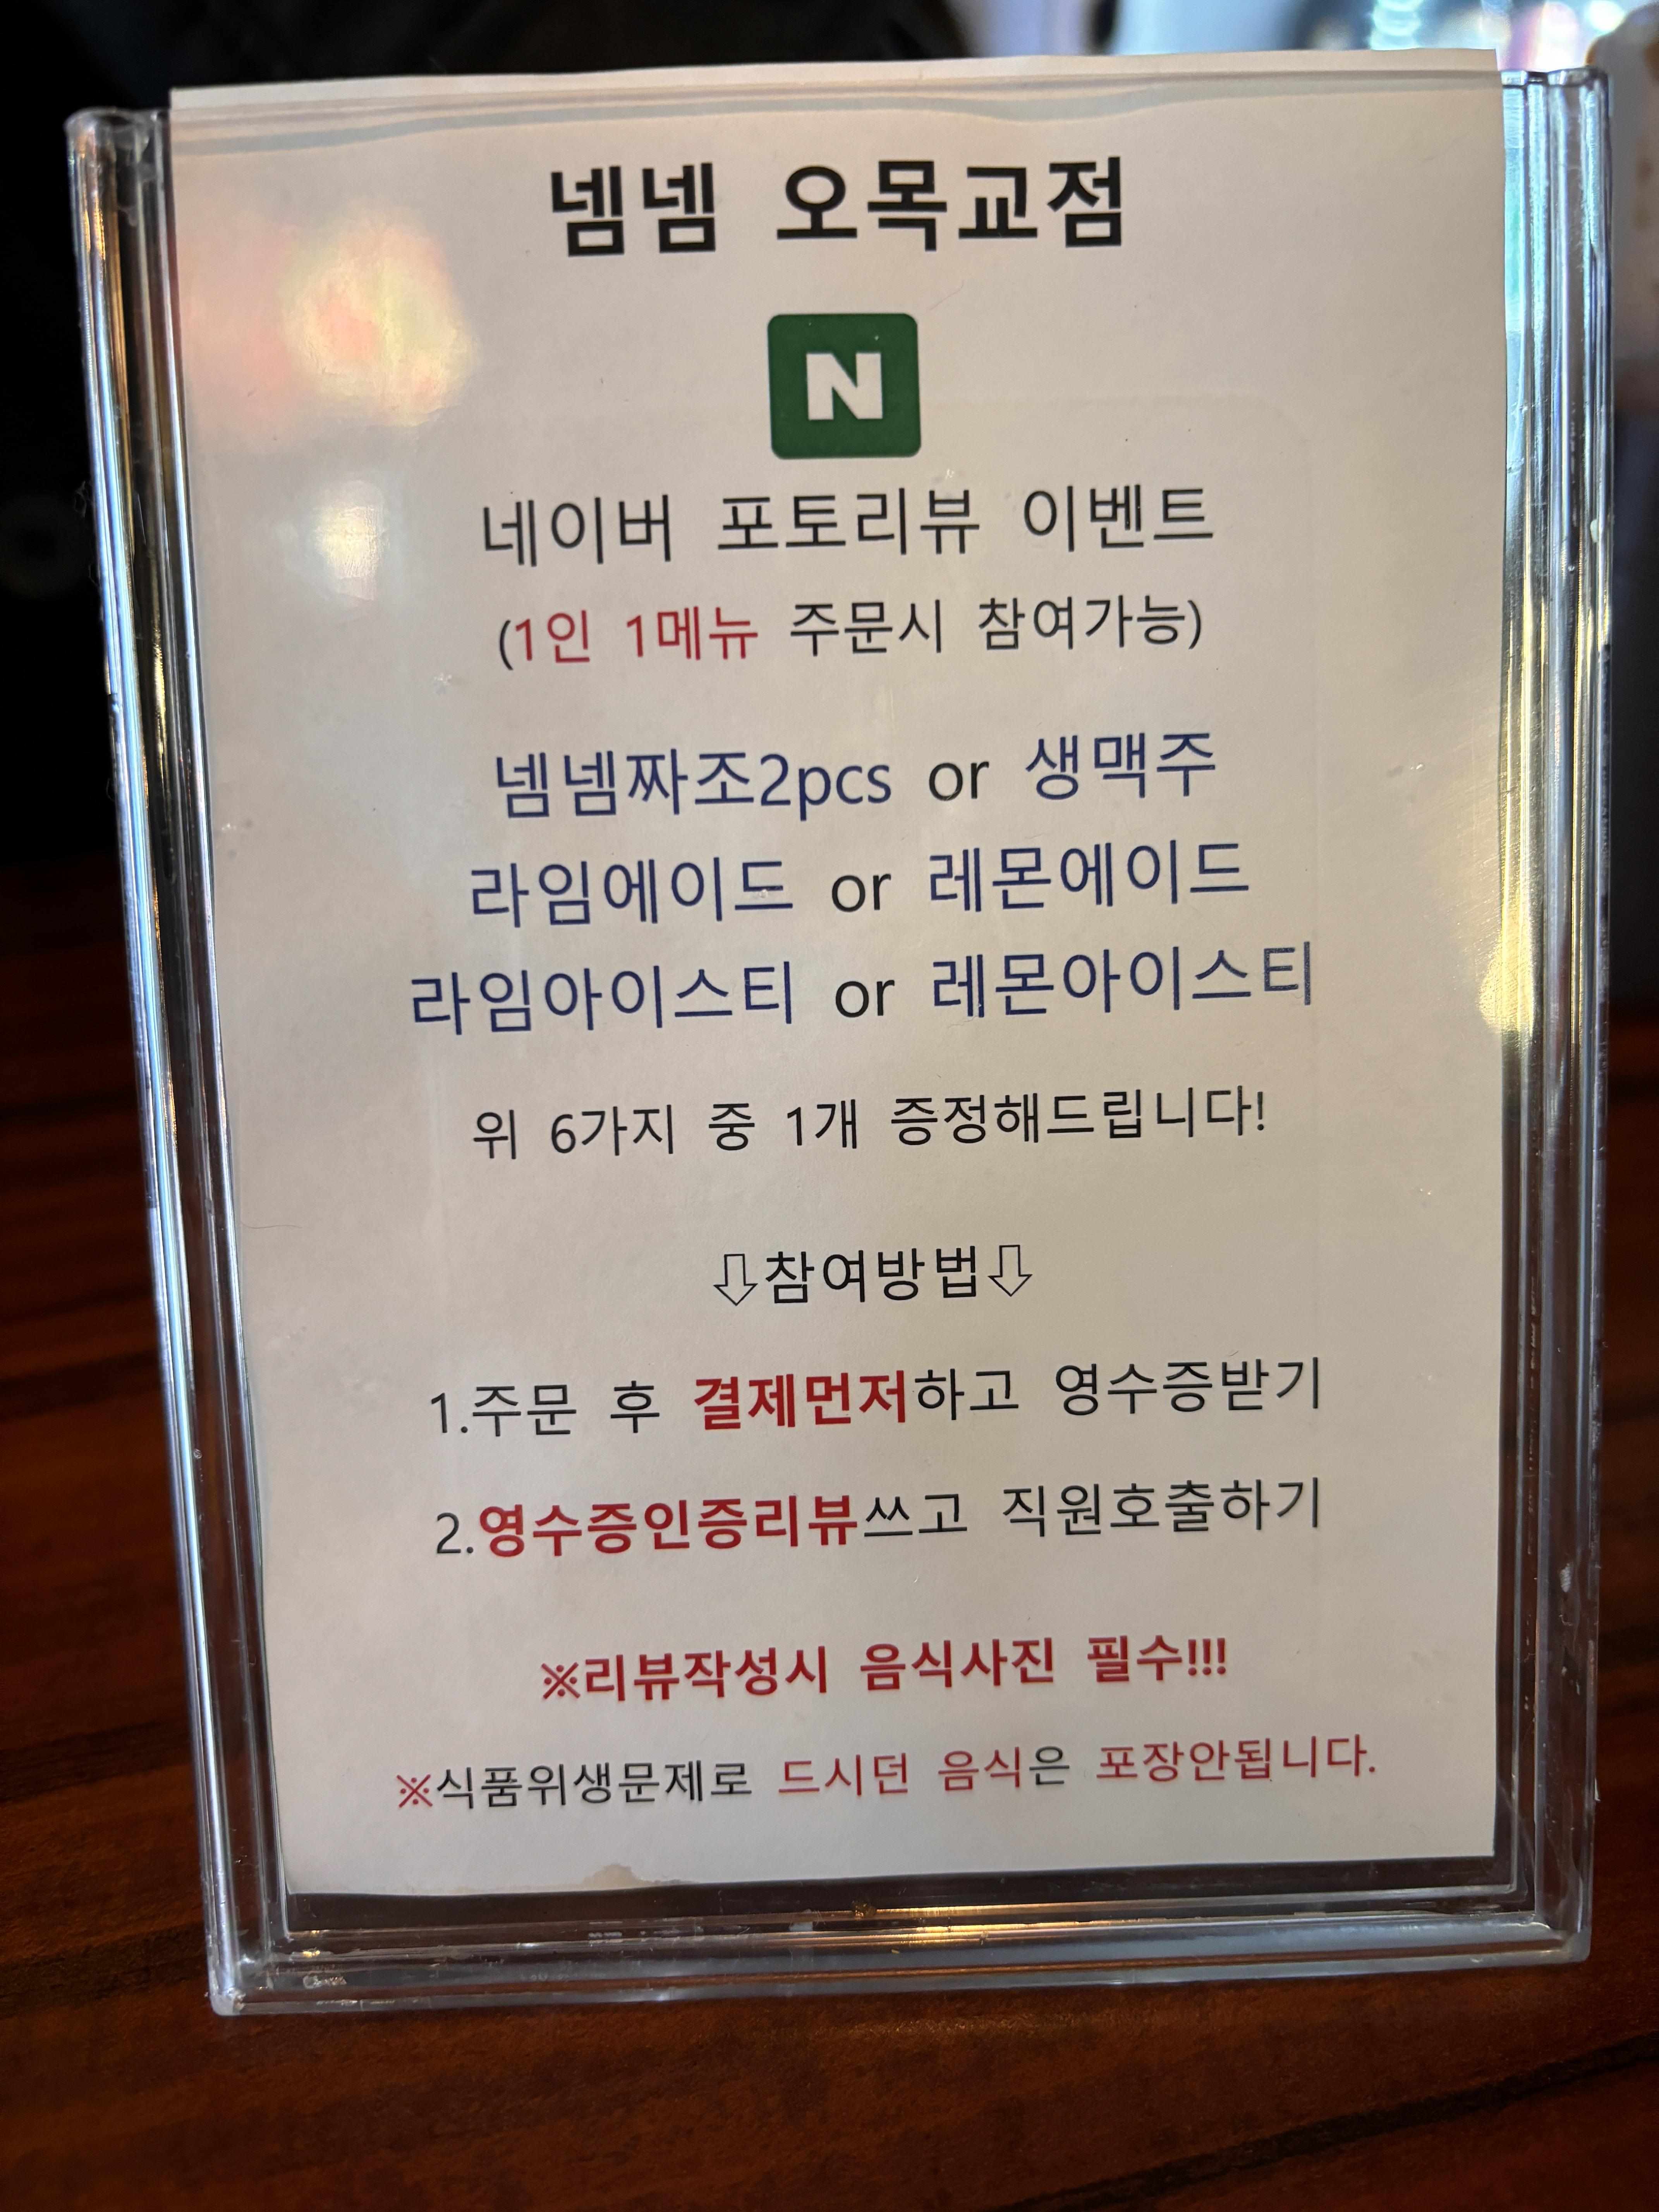 넴넴 오목교점
N
네이버 포토리뷰 이벤트
(1인 1메뉴 주문시 참여가능)
넴넴짜조2pcs or 생맥주
라임에이드 or 레몬에이드
라임아이스티 or 레몬아이스티
위 6가지 중 1개 증정해드립니다!
⇩참여방법⇩
1.주문 후 결제먼저하고 영수증받기
2.영수증인증리뷰쓰고 직원호출하기
※리뷰작성시 음식사진 필수!!!
※식품위생문제로 드시던 음식은 포장안됩니다.